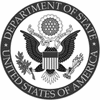 DEPARTMENT OF STATE
UNITED STATES OF AMERICA